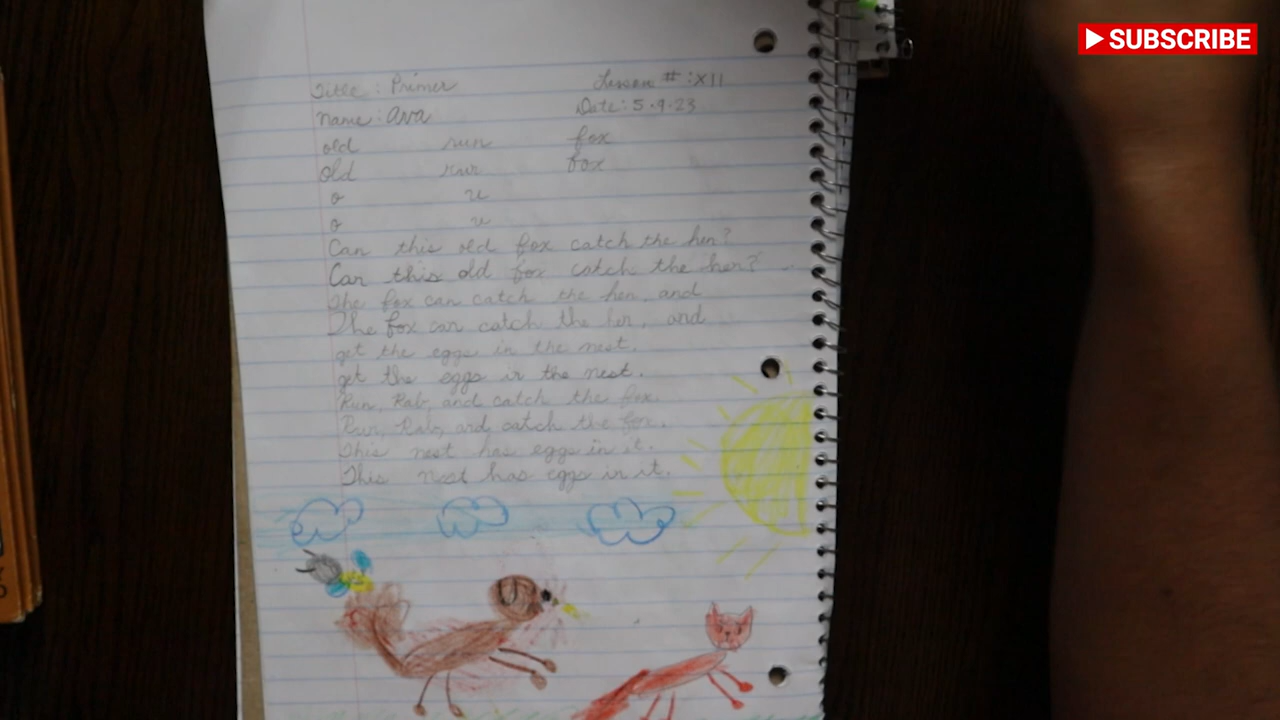 SUBSCRIBE
Title: Primer Lesson #: XII
Name: Ava Date: 5.9.23
old run fox
old run fox
o u
o u
Can this old fox catch the hen?
Can this old fox catch the hen?
The fox can catch the hen, and
The fox can catch the hen, and
get the eggs in the nest.
get the eggs in the nest.
Run, Rab, and catch the fox.
Run, Rab, and catch the fox.
This nest has eggs in it.
This nest has eggs in it.